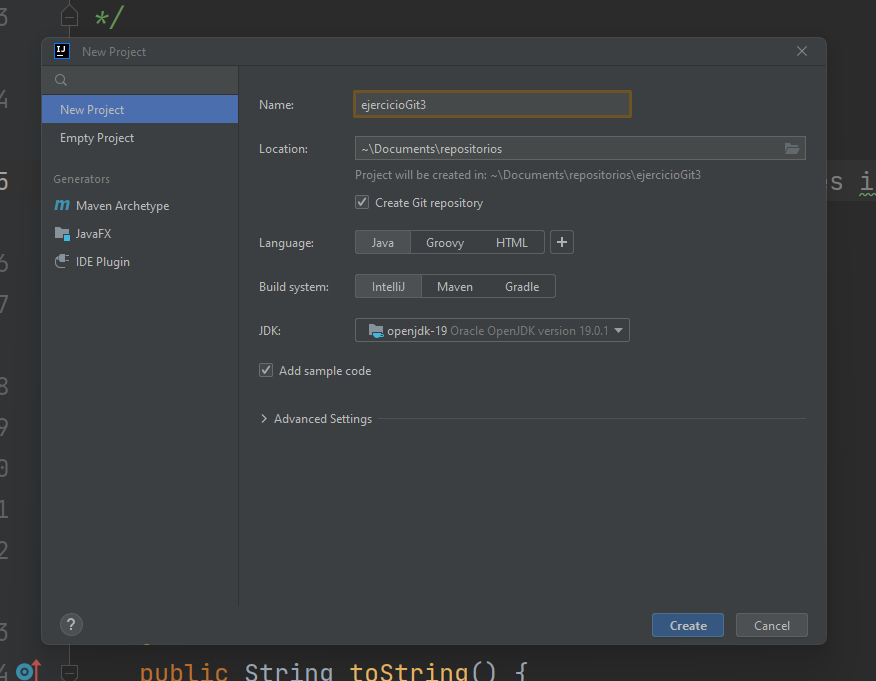 3
*/
New Project
4
New Project
Name: ejercicioGit3
Empty Project
Location: ~\Documents\repositorios
5
Generators
Project will be created in: ~\Documents\repositorios\ejercicioGit3
s i
Maven Archetype
Create Git repository
JavaFX
Language: Java Groovy HTML +
IDE Plugin
6
Build system: IntelliJ Maven Gradle
7
JDK: openjdk-19 Oracle OpenJDK version 19.0.1
Add sample code
8
Advanced Settings
9
0
1
2
?
Create Cancel
3
4
public String toString() {